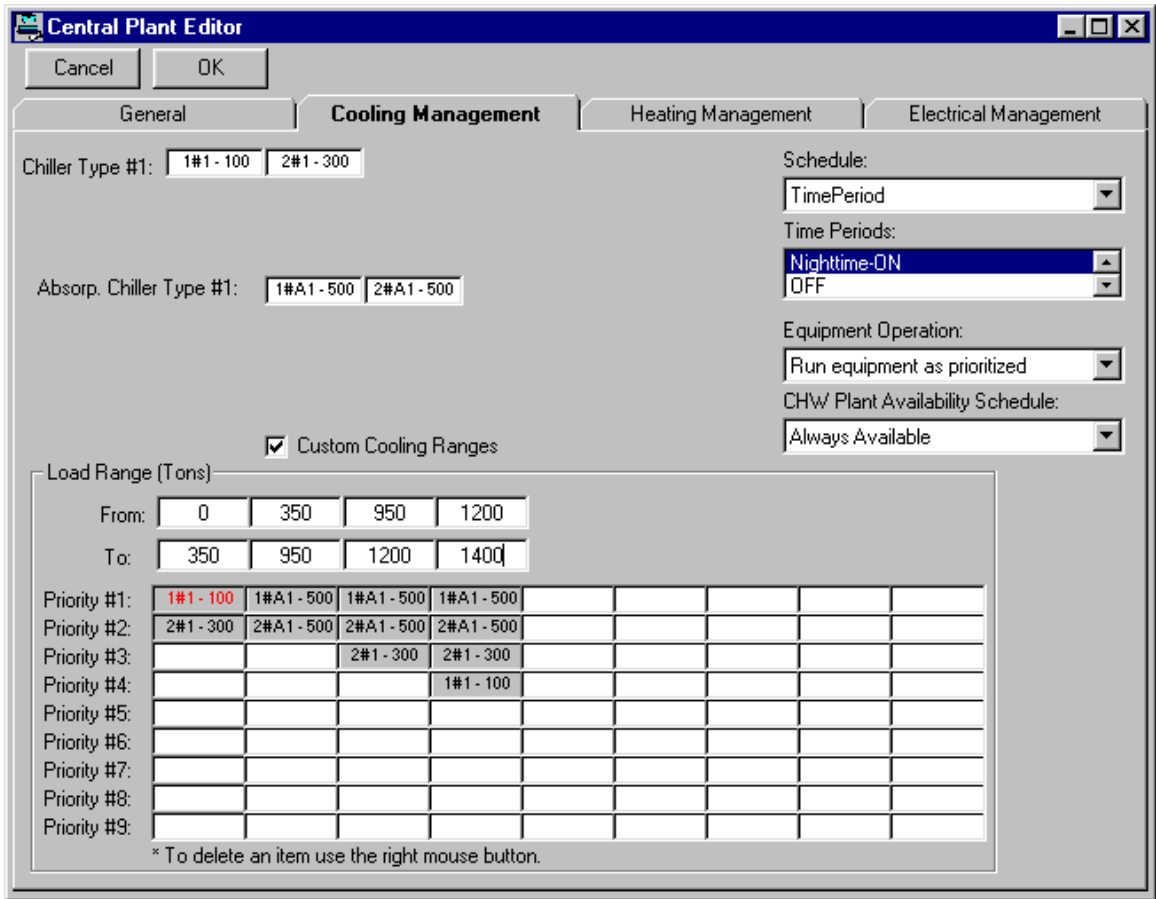 Central Plant Editor
Cancel OK
General Cooling Management Heating Management Electrical Management
Chiller Type #1: 1#1 - 100 2#1 - 300
Schedule:
TimePeriod
Time Periods:
Nighttime-ON
OFF
Absorp. Chiller Type #1: 1#A1 - 500 2#A1 - 500
Equipment Operation:
Run equipment as prioritized
CHW Plant Availability Schedule:
Always Available
Custom Cooling Ranges
Load Range (Tons)
From: 0 350 950 1200
To: 350 950 1200 1400
Priority #1: 1#1 - 100 1#A1 - 500 1#A1 - 500 1#A1 - 500
Priority #2: 2#1 - 300 2#A1 - 500 2#A1 - 500 2#A1 - 500
Priority #3: 2#1 - 300 2#1 - 300
Priority #4: 1#1 - 100
Priority #5:
Priority #6:
Priority #7:
Priority #8:
Priority #9:
* To delete an item use the right mouse button.